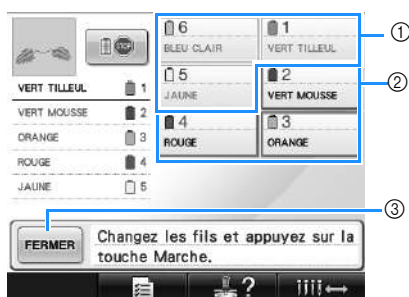 6
BLEU CLAIR
1
VERT TILLEUL
①
5
JAUNE
2
VERT MOUSSE
②
4
ROUGE
3
ORANGE
STOP
VERT TILLEUL 1
VERT MOUSSE 2
ORANGE 3
ROUGE 4
JAUNE 5
③
FERMER
Changez les fils et appuyez sur la
touche Marche.
?